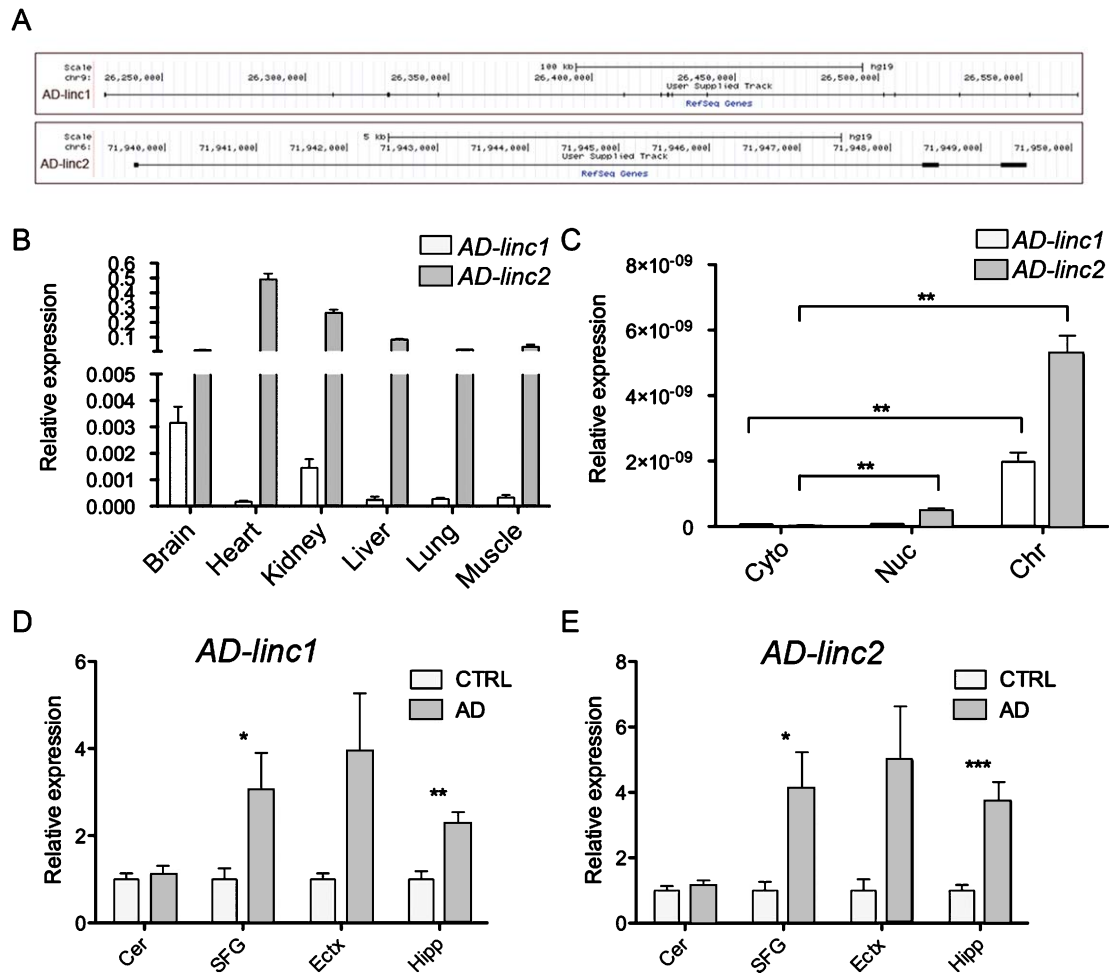 A
Scale 100 kb hg19
chr9: 26,250,000 26,300,000 26,350,000 26,400,000 26,450,000 26,500,000 26,550,000
User Supplied Track
AD-linc1
RefSeq Genes
Scale 5 kb hg19
chr6: 71,940,000 71,941,000 71,942,000 71,943,000 71,944,000 71,945,000 71,946,000 71,947,000 71,948,000 71,949,000 71,950,000
User Supplied Track
AD-linc2
RefSeq Genes
B
AD-linc1
AD-linc2
Relative expression
0.6
0.5
0.4
0.3
0.2
0.1
0.005
0.004
0.003
0.002
0.001
0.000
Brain Heart Kidney Liver Lung Muscle
C
AD-linc1
AD-linc2
Relative expression
8×10-09
6×10-09
4×10-09
2×10-09
0
**
**
**
Cyto Nuc Chr
D
AD-linc1
CTRL
AD
Relative expression
6
4
2
0
*
**
Cer SFG Ectx Hipp
E
AD-linc2
CTRL
AD
Relative expression
8
6
4
2
0
*
***
Cer SFG Ectx Hipp